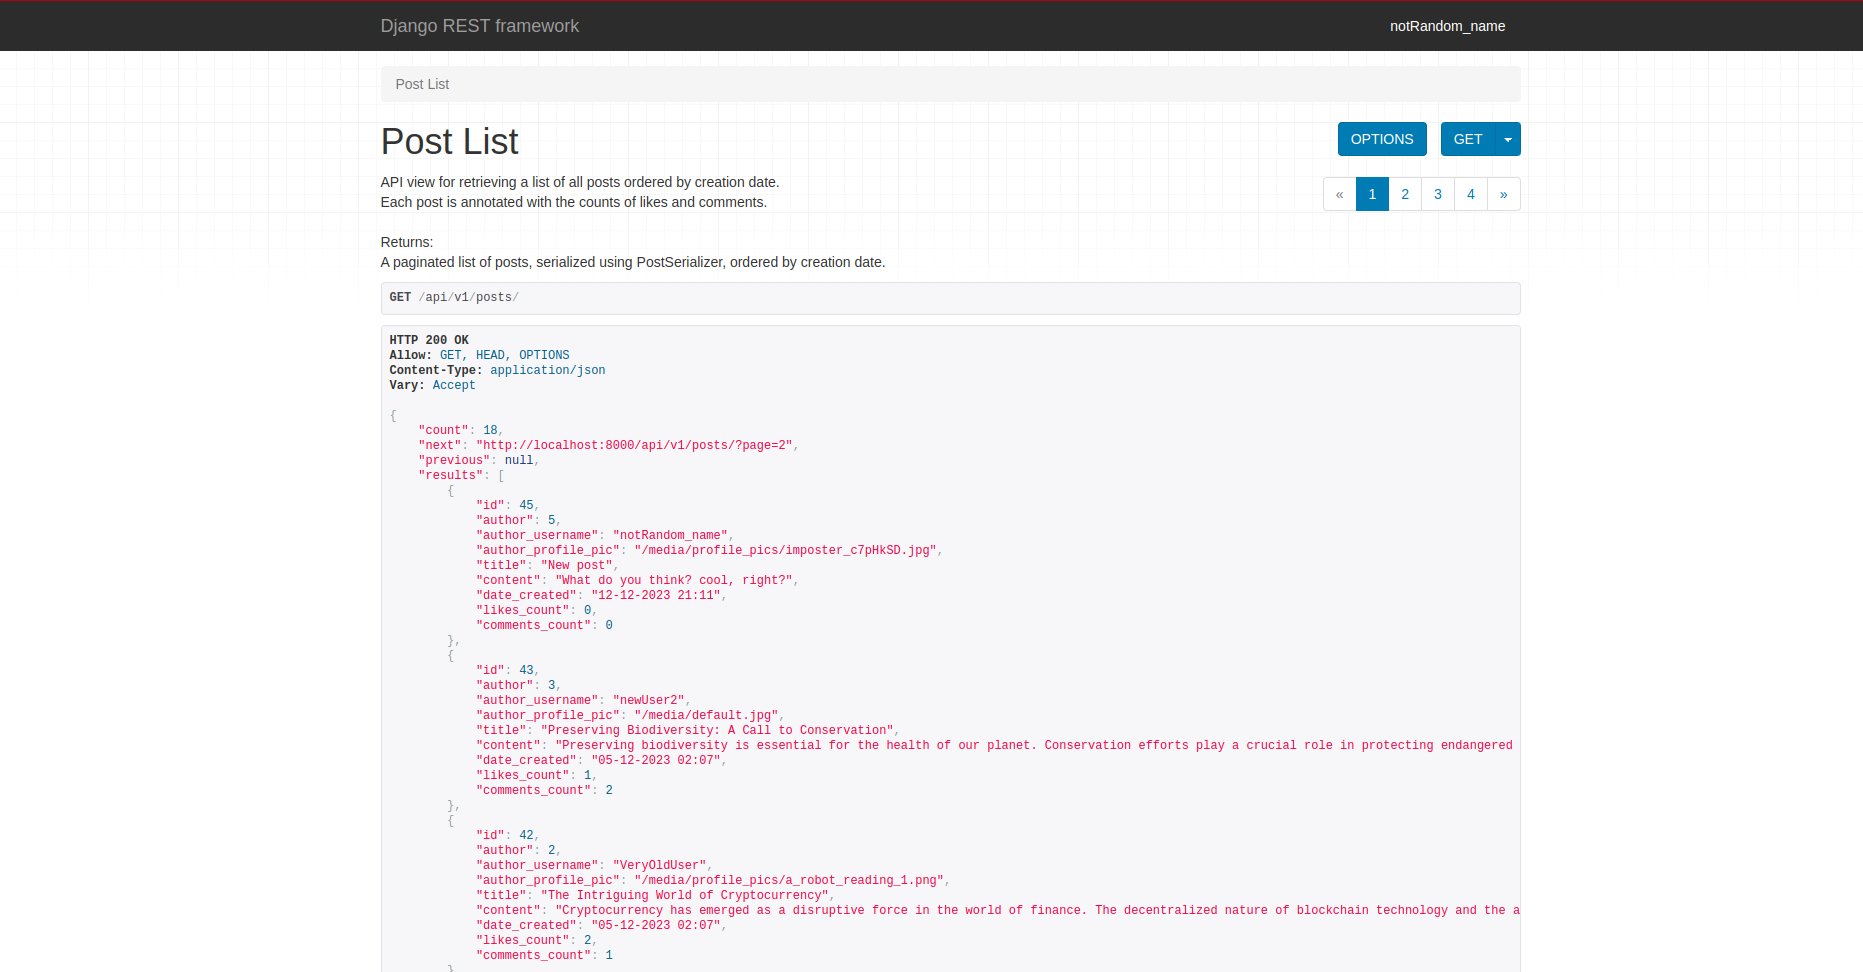 Django REST framework
notRandom_name
Post List
Post List
OPTIONS
GET
API view for retrieving a list of all posts ordered by creation date.
Each post is annotated with the counts of likes and comments.
« 1 2 3 4 »
Returns:
A paginated list of posts, serialized using PostSerializer, ordered by creation date.
GET /api/v1/posts/
HTTP 200 OK
Allow: GET, HEAD, OPTIONS
Content-Type: application/json
Vary: Accept
{
    "count": 18,
    "next": "http://localhost:8000/api/v1/posts/?page=2",
    "previous": null,
    "results": [
        {
            "id": 45,
            "author": 5,
            "author_username": "notRandom_name",
            "author_profile_pic": "/media/profile_pics/imposter_c7pHkSD.jpg",
            "title": "New post",
            "content": "What do you think? cool, right?",
            "date_created": "12-12-2023 21:11",
            "likes_count": 0,
            "comments_count": 0
        },
        {
            "id": 43,
            "author": 3,
            "author_username": "newUser2",
            "author_profile_pic": "/media/default.jpg",
            "title": "Preserving Biodiversity: A Call to Conservation",
            "content": "Preserving biodiversity is essential for the health of our planet. Conservation efforts play a crucial role in protecting endangered
            "date_created": "05-12-2023 02:07",
            "likes_count": 1,
            "comments_count": 2
        },
        {
            "id": 42,
            "author": 2,
            "author_username": "VeryOldUser",
            "author_profile_pic": "/media/profile_pics/a_robot_reading_1.png",
            "title": "The Intriguing World of Cryptocurrency",
            "content": "Cryptocurrency has emerged as a disruptive force in the world of finance. The decentralized nature of blockchain technology and the a
            "date_created": "05-12-2023 02:07",
            "likes_count": 2,
            "comments_count": 1
        }